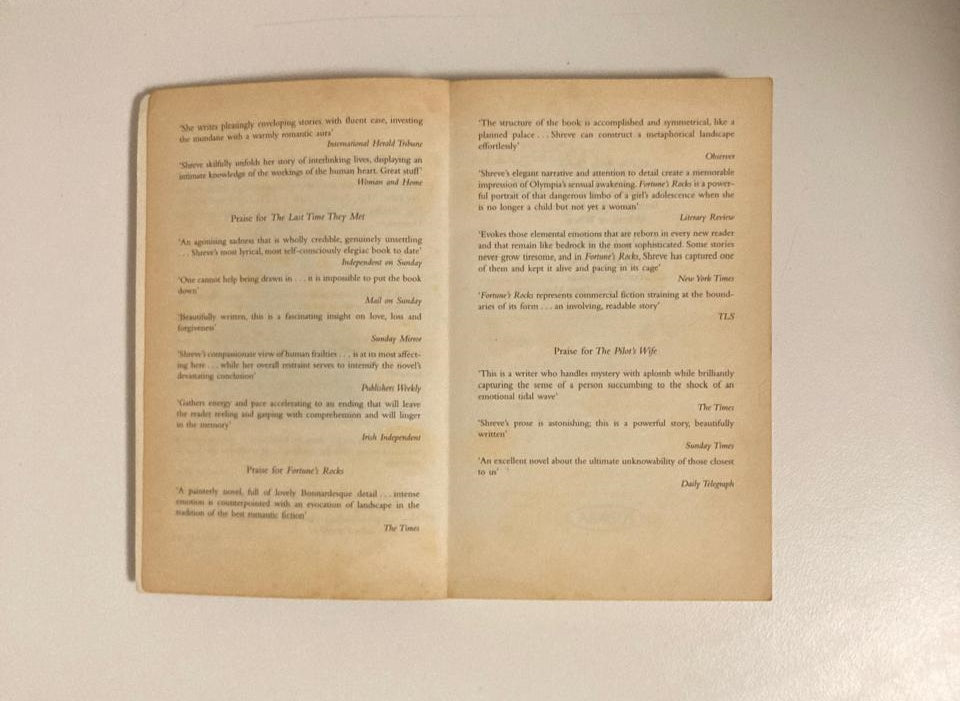 'She writes pleasingly enveloping stories with fluent ease, investing
the mundane with a warmly romantic aura'
International Herald Tribune
'Shreve skilfully unfolds her story of interlinking lives, displaying an
intimate knowledge of the workings of the human heart. Great stuff'
Woman and Home
Praise for The Last Time They Met
'An agonising sadness that is wholly credible, genuinely unsettling
... Shreve's most lyrical, most self-consciously elegiac book to date'
Independent on Sunday
'One cannot help being drawn in ... it is impossible to put the book
down'
Mail on Sunday
'Beautifully written, this is a fascinating insight on love, loss and
forgiveness'
Sunday Mirror
'Shreve's compassionate view of human frailties ... is at its most affect-
ing here ... while her overall restraint serves to intensify the novel's
devastating conclusion'
Publishers Weekly
'Gathers energy and pace accelerating to an ending that will leave
the reader reeling and gasping with comprehension and will linger
in the memory'
Irish Independent
Praise for Fortune's Rocks
'A painterly novel, full of lovely Bonnardesque detail ... intense
emotion is counterpointed with an evocation of landscape in the
tradition of the best romantic fiction'
The Times
'The structure of the book is accomplished and symmetrical, like a
planned palace ... Shreve can construct a metaphorical landscape
effortlessly'
Observer
'Shreve's elegant narrative and attention to detail create a memorable
impression of Olympia's sensual awakening. Fortune's Rocks is a power-
ful portrait of that dangerous limbo of a girl's adolescence when she
is no longer a child but not yet a woman'
Literary Review
'Evokes those elemental emotions that are reborn in every new reader
and that remain like bedrock in the most sophisticated. Some stories
never grow tiresome, and in Fortune's Rocks, Shreve has captured one
of them and kept it alive and pacing in its cage'
New York Times
'Fortune's Rocks represents commercial fiction straining at the bound-
aries of its form ... an involving, readable story'
TLS
Praise for The Pilot's Wife
'This is a writer who handles mystery with aplomb while brilliantly
capturing the sense of a person succumbing to the shock of an
emotional tidal wave'
The Times
'Shreve's prose is astonishing; this is a powerful story, beautifully
written'
Sunday Times
'An excellent novel about the ultimate unknowability of those closest
to us'
Daily Telegraph